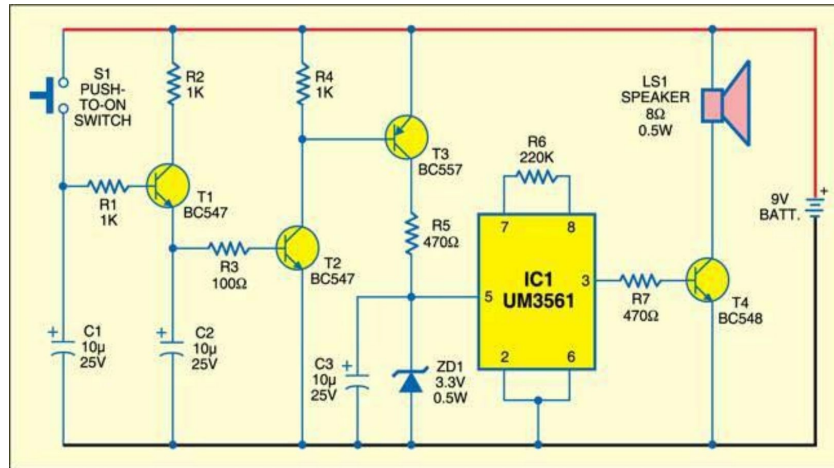 S1
PUSH-
TO-ON
SWITCH
R2
1K
R4
1K
T3
BC557
R6
220K
LS1
SPEAKER
8Ω
0.5W
9V
BATT.
+
R1
1K
T1
BC547
R3
100Ω
T2
BC547
R5
470Ω
7
8
IC1
UM3561
5
3
2
6
R7
470Ω
T4
BC548
+
C1
10µ
25V
+
C2
10µ
25V
+
C3
10µ
25V
ZD1
3.3V
0.5W